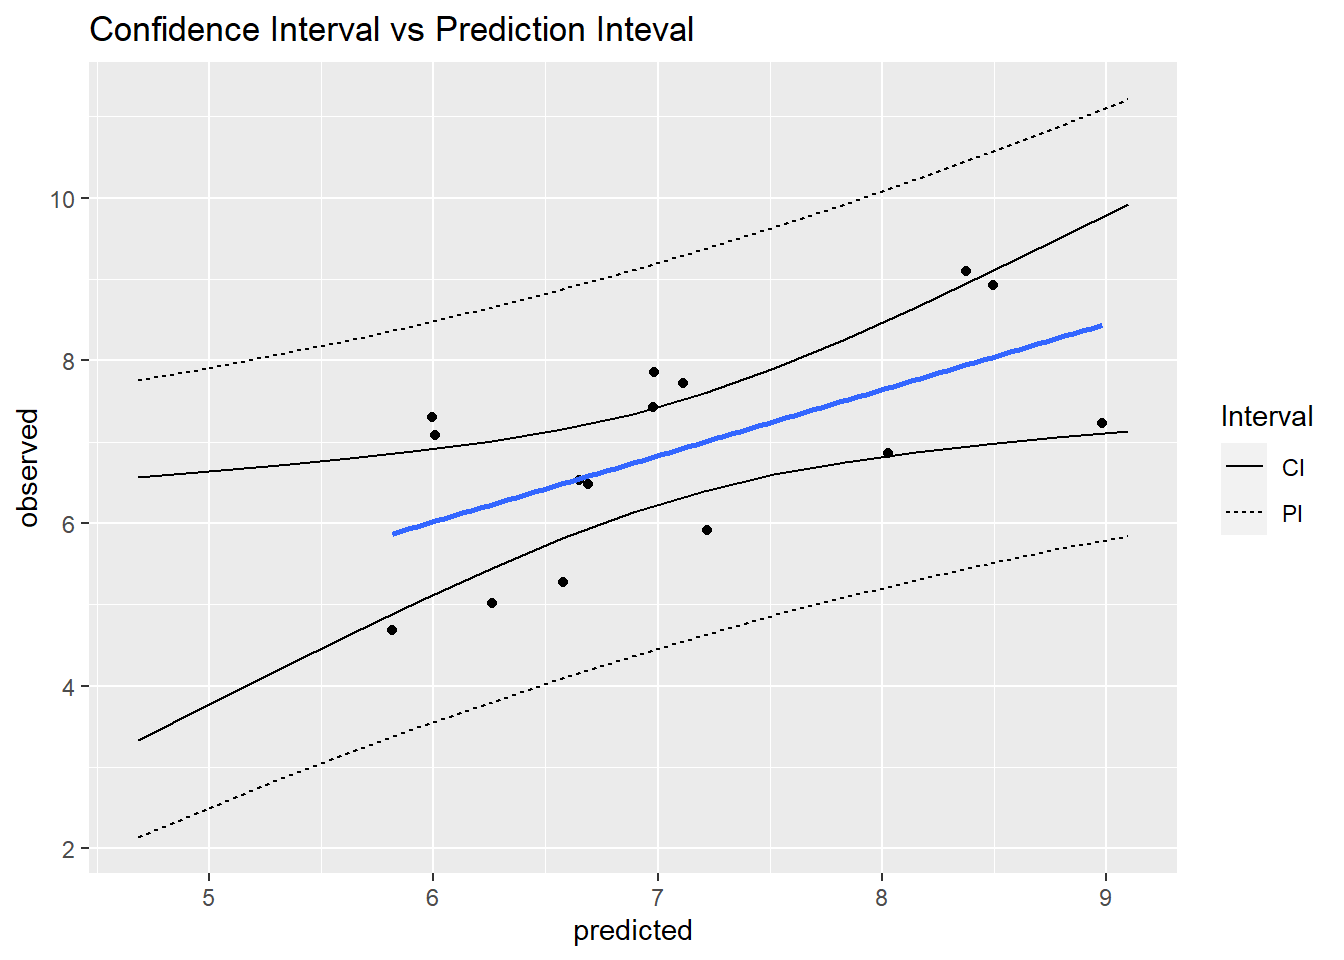 Confidence Interval vs Prediction Inteval
10
8
6
4
2
observed
5 6 7 8 9
predicted
Interval
CI
PI